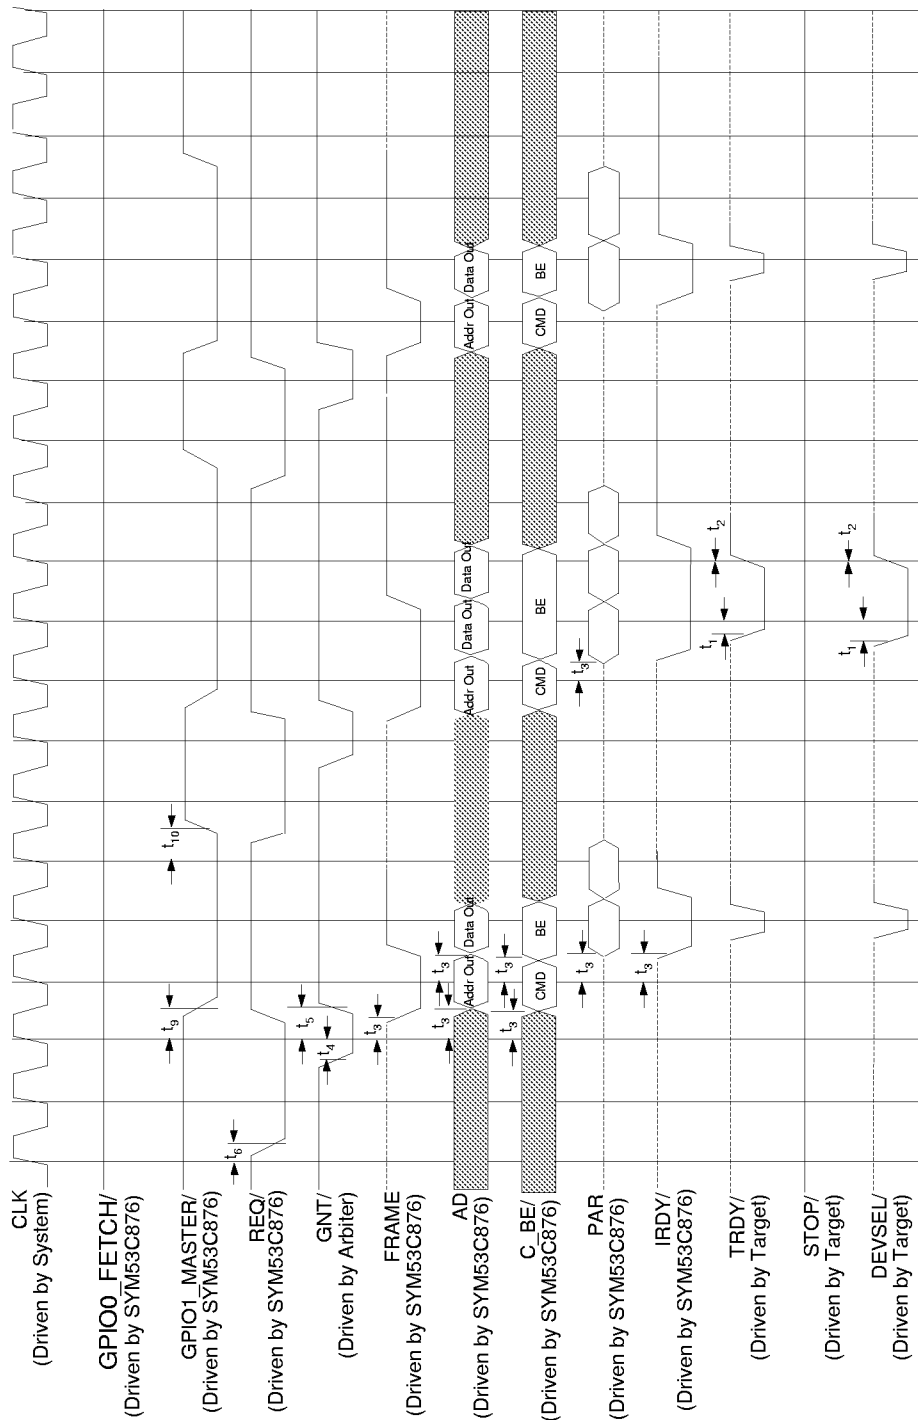 CLK
(Driven by System)
GPIO0_FETCH/
(Driven by SYM53C876)
GPIO1_MASTER/
(Driven by SYM53C876)
t9
t10
REQ/
(Driven by SYM53C876)
t6
GNT/
(Driven by Arbiter)
t4
t5
FRAME
(Driven by SYM53C876)
t3
AD
(Driven by SYM53C876)
t3
t3
Addr Out
Data Out
Addr Out
Data Out
Data Out
Addr Out
Data Out
C_BE/
(Driven by SYM53C876)
t3
t3
CMD
BE
CMD
BE
CMD
BE
PAR
(Driven by SYM53C876)
t3
t3
IRDY/
(Driven by SYM53C876)
t3
TRDY/
(Driven by Target)
t1
t2
STOP/
(Driven by Target)
DEVSEL/
(Driven by Target)
t1
t2